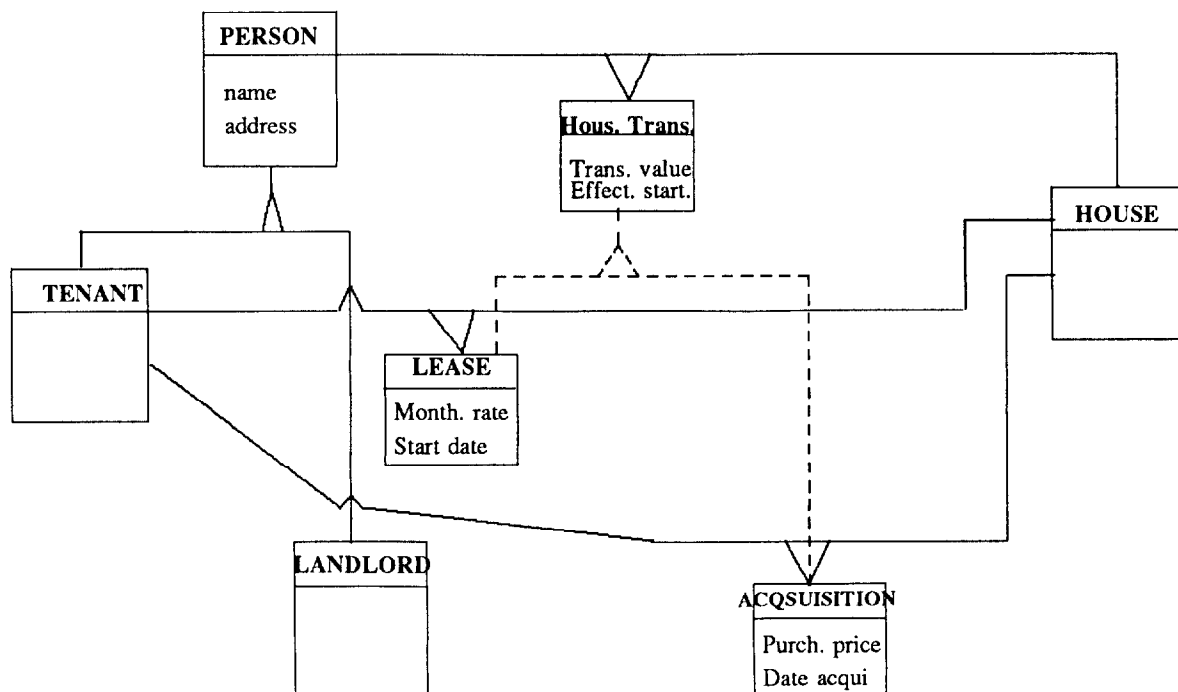 PERSON
name
address
Hous. Trans.
Trans. value
Effect. start.
HOUSE
TENANT
LEASE
Month. rate
Start date
LANDLORD
ACQSUISITION
Purch. price
Date acqui